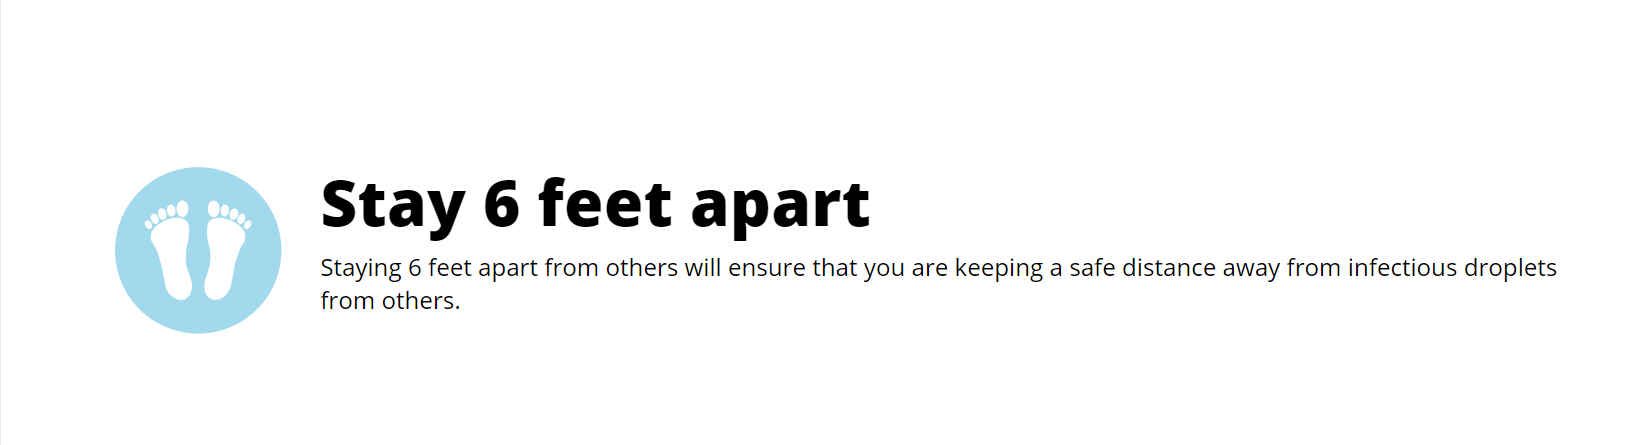 Stay 6 feet apart
Staying 6 feet apart from others will ensure that you are keeping a safe distance away from infectious droplets
from others.